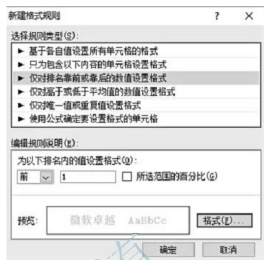 新建格式规则 ? ×
选择规则类型(S):
► 基于各自值设置所有单元格的格式
► 只为包含以下内容的单元格设置格式
► 仅对排名靠前或靠后的数值设置格式
► 仅对高于或低于平均值的数值设置格式
► 仅对唯一值或重复值设置格式
► 使用公式确定要设置格式的单元格
编辑规则说明(E):
为以下排名内的值设置格式(O):
前 1 所选范围的百分比(G)
预览: 微软卓越 AaBbCc 格式(F)...
确定 取消